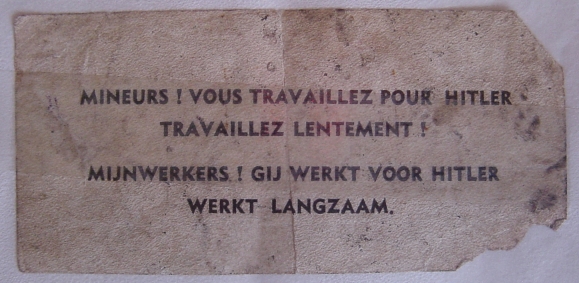 MINEURS ! VOUS TRAVAILLEZ POUR HITLER
TRAVAILLEZ LENTEMENT !
MIJNWERKERS ! GIJ WERKT VOOR HITLER
WERKT LANGZAAM.